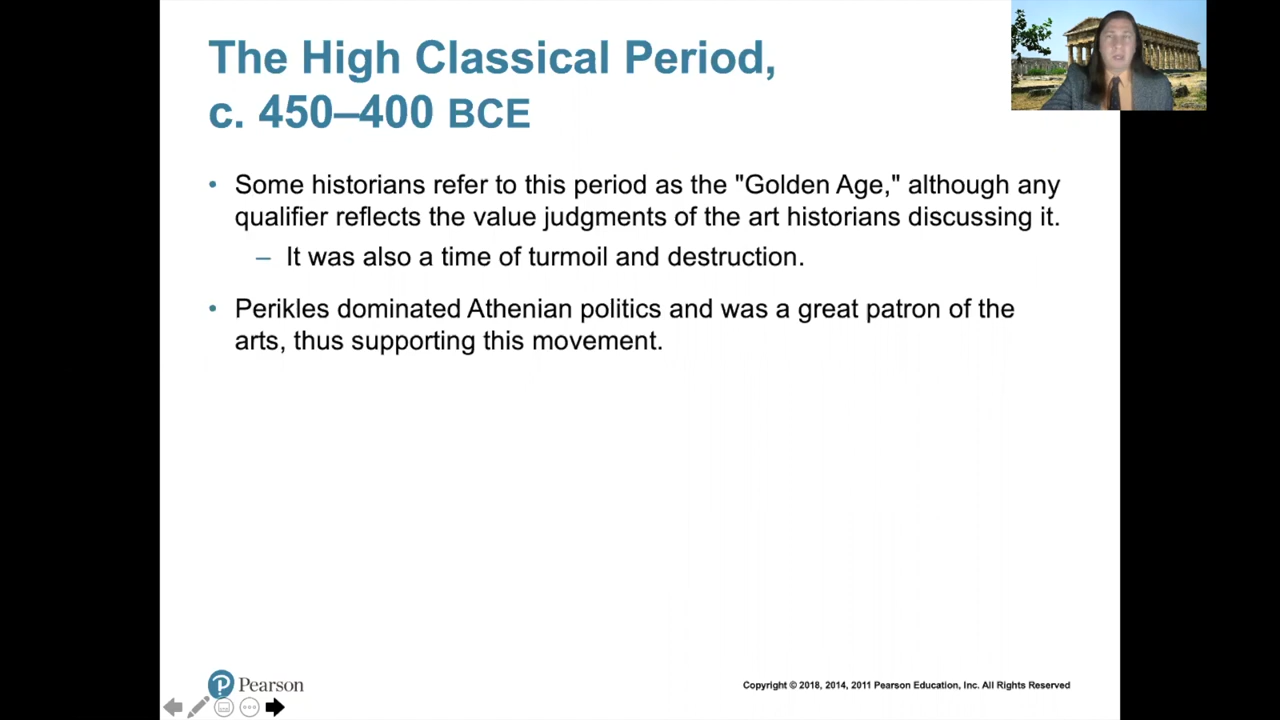 The High Classical Period,
c. 450–400 BCE
• Some historians refer to this period as the "Golden Age," although any
qualifier reflects the value judgments of the art historians discussing it.
– It was also a time of turmoil and destruction.
• Perikles dominated Athenian politics and was a great patron of the
arts, thus supporting this movement.
Pearson
Copyright © 2018, 2014, 2011 Pearson Education, Inc. All Rights Reserved